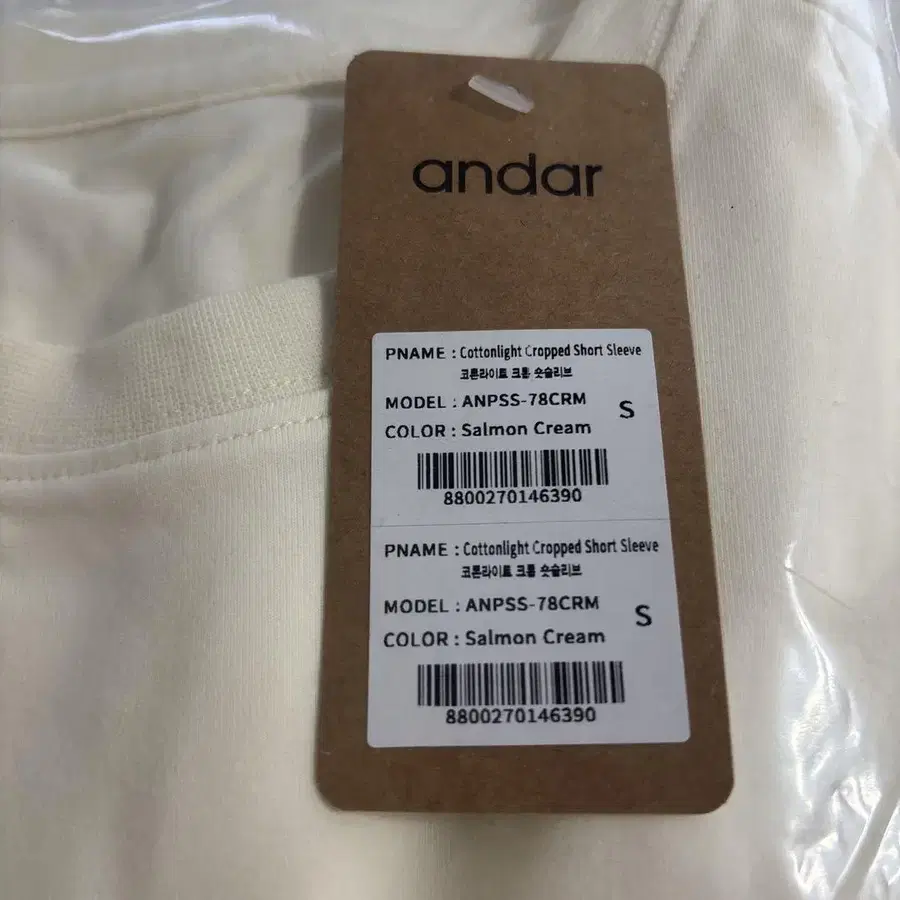 andar
PNAME : Cottonlight Cropped Short Sleeve
코튼라이트 크롭 숏슬리브
MODEL : ANPSS-78CRM
S
COLOR : Salmon Cream
8800270146390
PNAME : Cottonlight Cropped Short Sleeve
코튼라이트 크롭 숏슬리브
MODEL : ANPSS-78CRM
S
COLOR : Salmon Cream
8800270146390